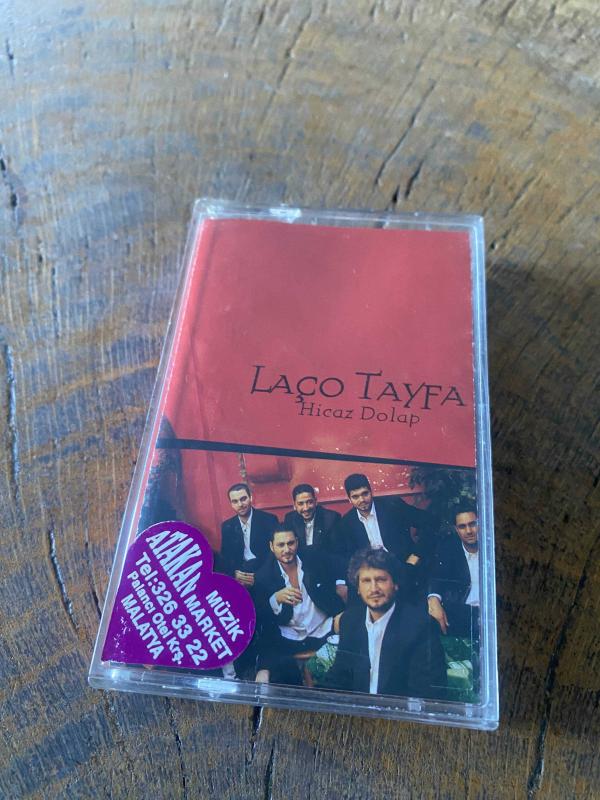 LAÇO TAYFA
Hicaz Dolap
ATAKAN MÜZİK
MARKET
Tel:326 33 22
Palancı Otel Krş.
MALATYA